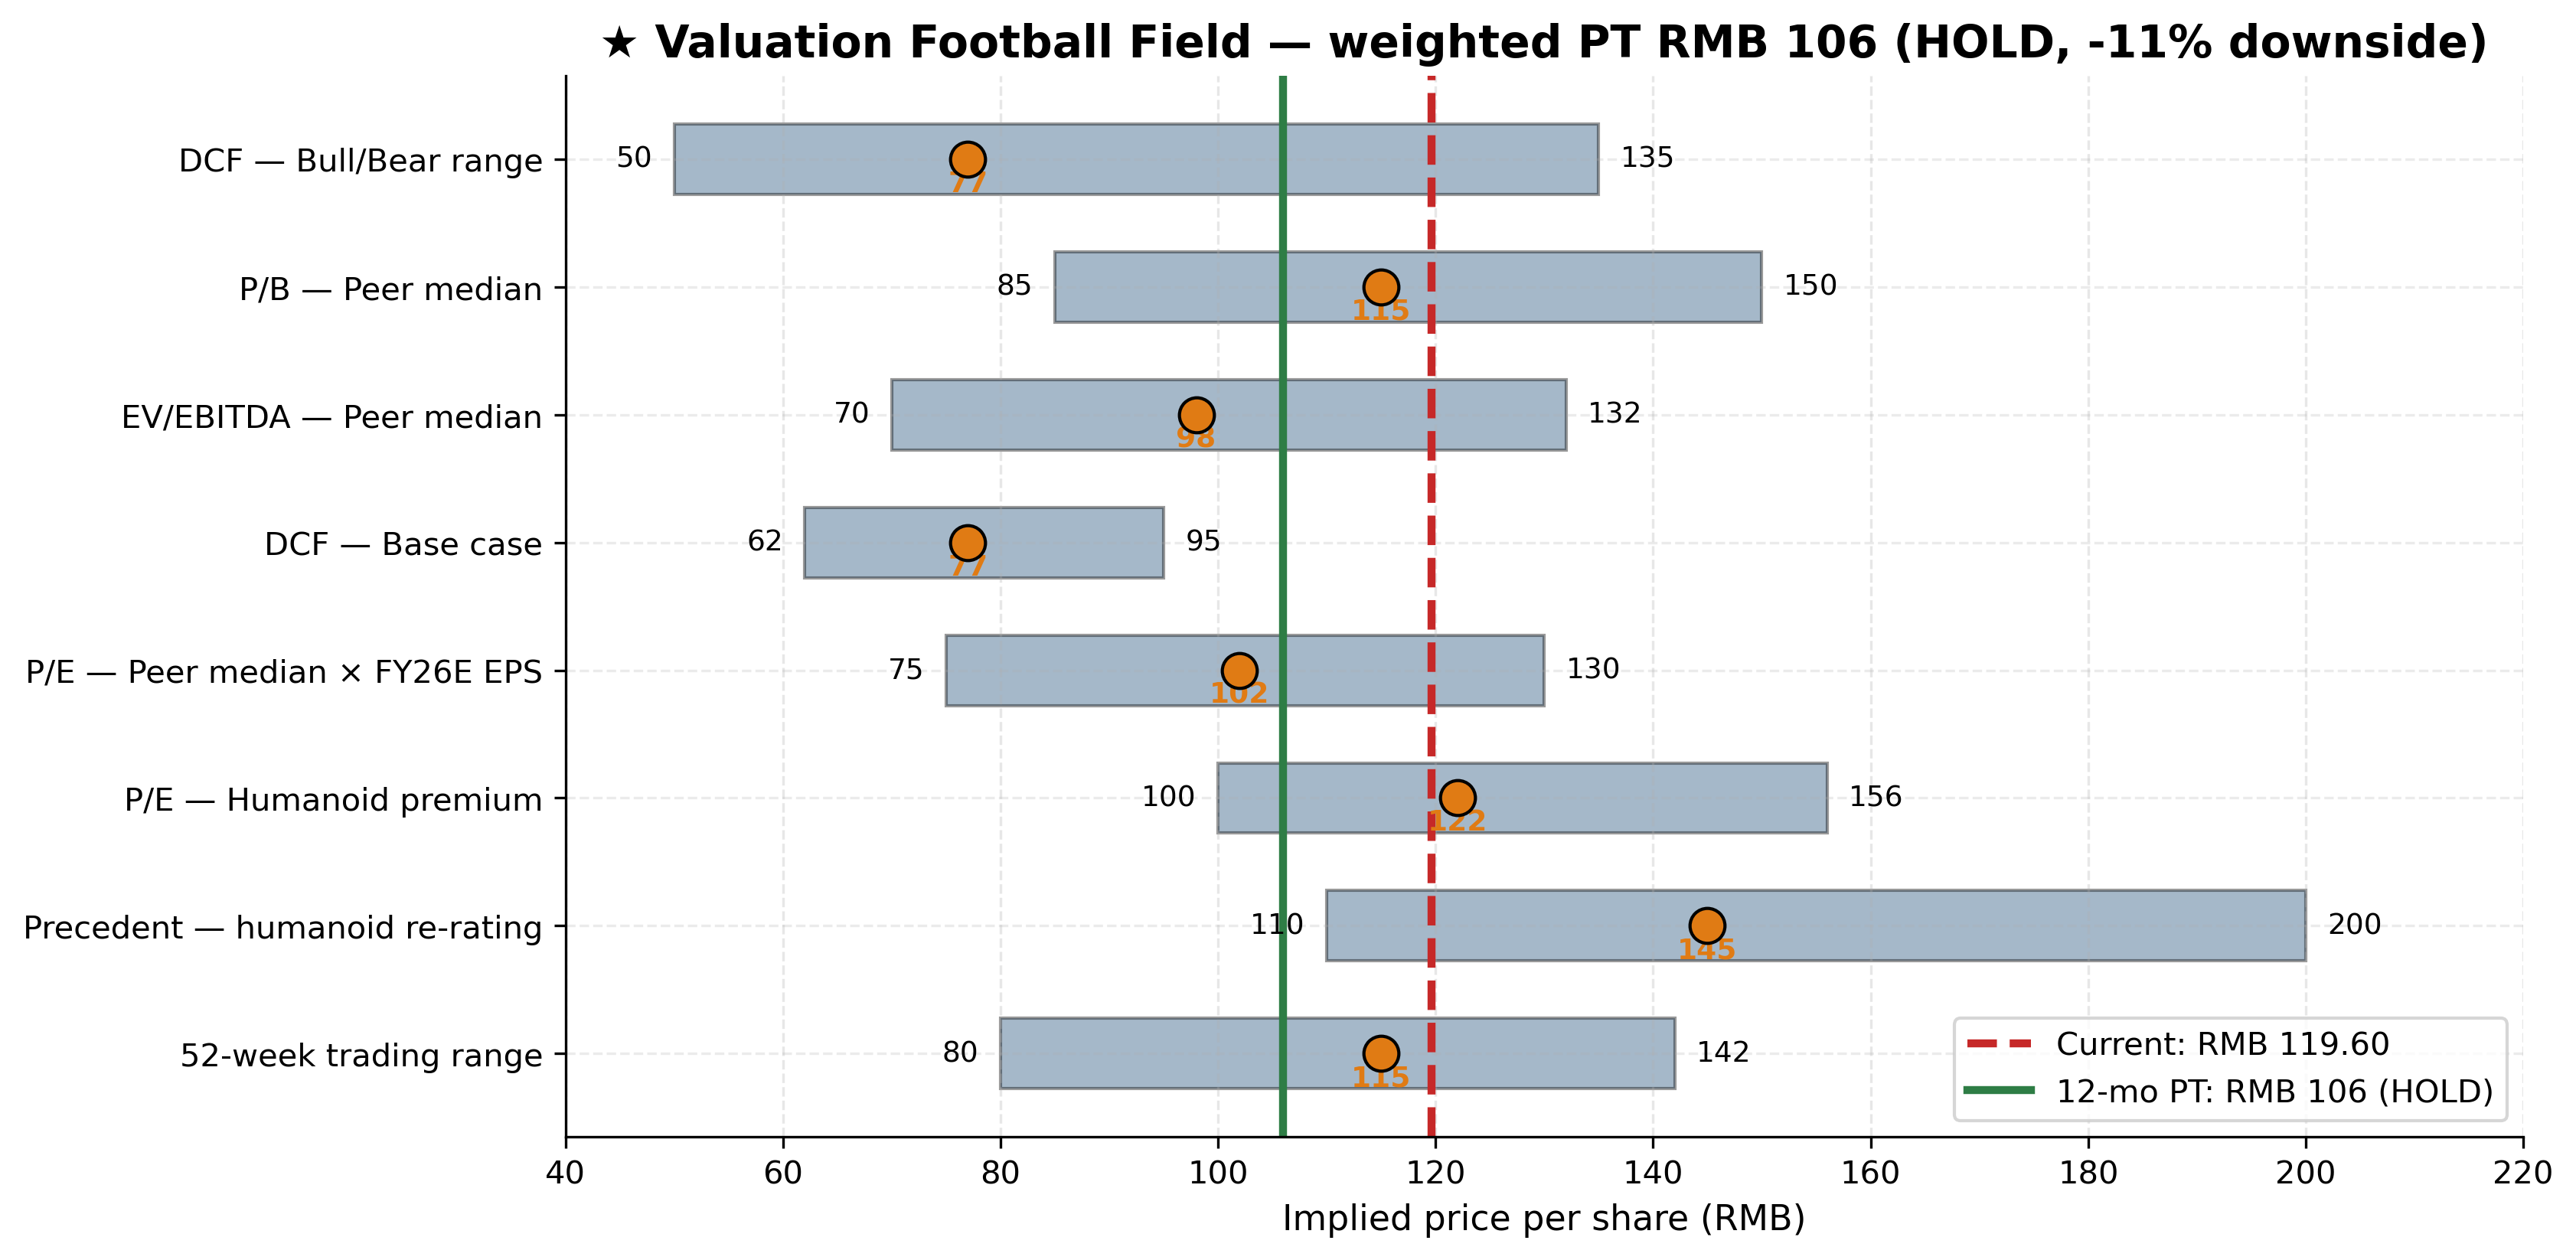 ★ Valuation Football Field — weighted PT RMB 106 (HOLD, -11% downside)
DCF — Bull/Bear range
50
77
135
P/B — Peer median
85
115
150
EV/EBITDA — Peer median
70
98
132
DCF — Base case
62
77
95
P/E — Peer median × FY26E EPS
75
102
130
P/E — Humanoid premium
100
122
156
Precedent — humanoid re-rating
110
145
200
52-week trading range
80
115
142
Current: RMB 119.60
12-mo PT: RMB 106 (HOLD)
40 60 80 100 120 140 160 180 200 220
Implied price per share (RMB)